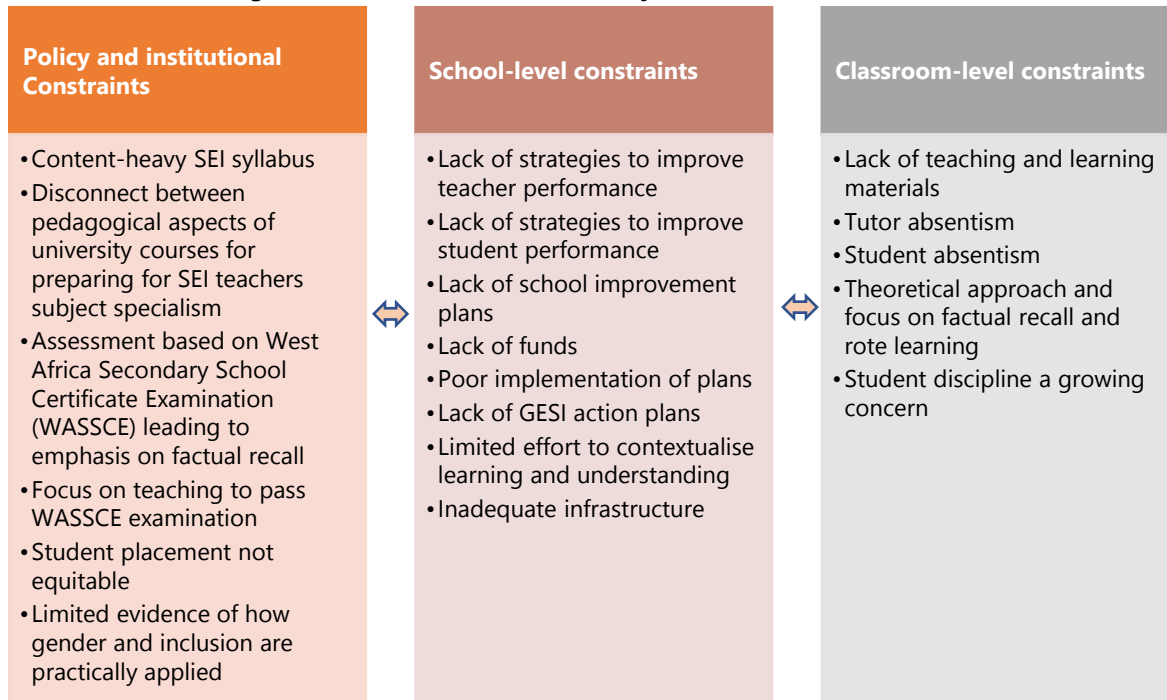 Policy and institutional
Constraints
•Content-heavy SEI syllabus
•Disconnect between
pedagogical aspects of
university courses for
preparing for SEI teachers
subject specialism
•Assessment based on West
Africa Secondary School
Certificate Examination
(WASSCE) leading to
emphasis on factual recall
•Focus on teaching to pass
WASSCE examination
•Student placement not
equitable
•Limited evidence of how
gender and inclusion are
practically applied
School-level constraints
•Lack of strategies to improve
teacher performance
•Lack of strategies to improve
student performance
•Lack of school improvement
plans
•Lack of funds
•Poor implementation of plans
•Lack of GESI action plans
•Limited effort to contextualise
learning and understanding
•Inadequate infrastructure
Classroom-level constraints
•Lack of teaching and learning
materials
•Tutor absentism
•Student absentism
•Theoretical approach and
focus on factual recall and
rote learning
•Student discipline a growing
concern